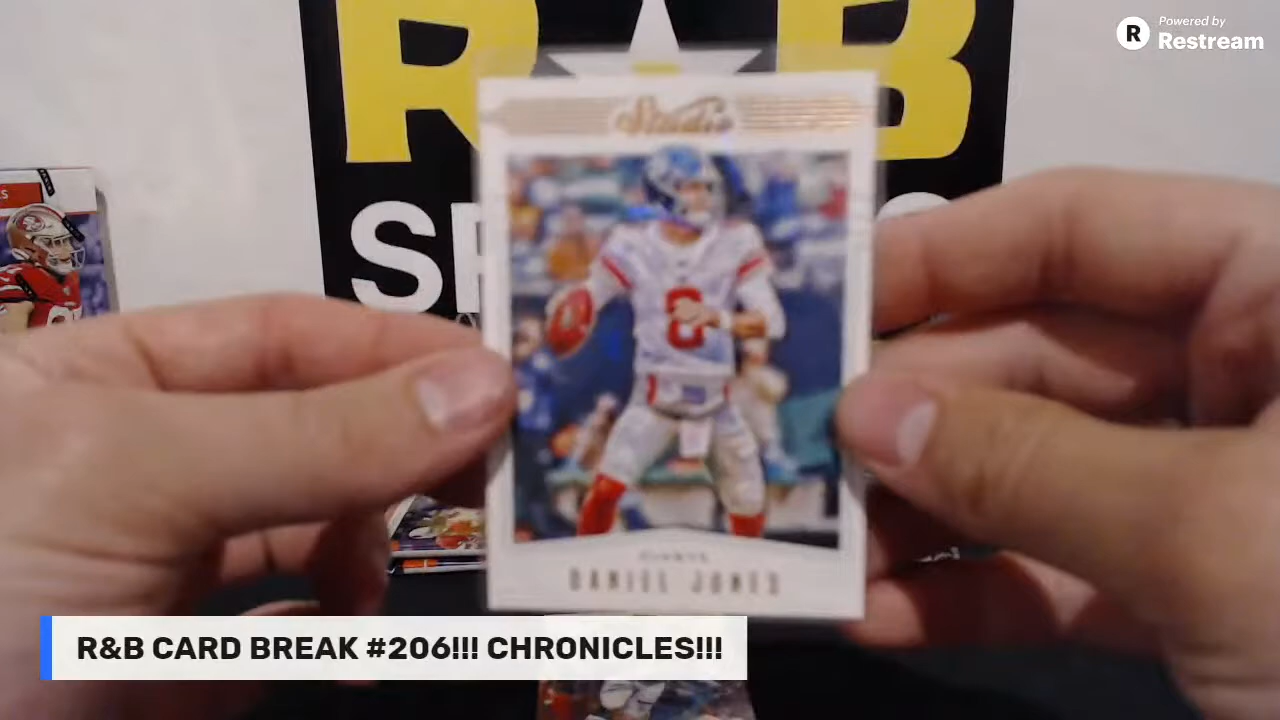 Powered by
R Restream
R B
Studio
8
GIANTS
DANIEL JONES
R&B CARD BREAK #206!!! CHRONICLES!!!